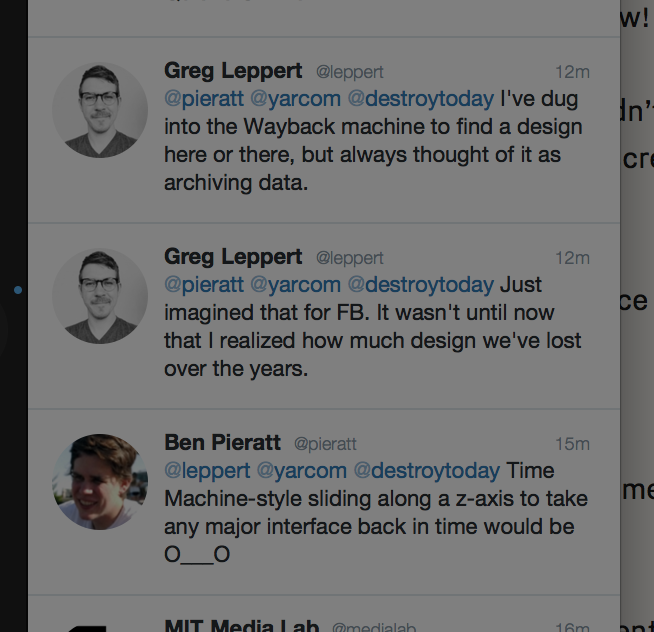 w!
Greg Leppert @leppert 12m
@pieratt @yarcom @destroytoday I've dug
into the Wayback machine to find a design
here or there, but always thought of it as
archiving data.
Greg Leppert @leppert 12m
@pieratt @yarcom @destroytoday Just
imagined that for FB. It wasn't until now
that I realized how much design we've lost
over the years.
Ben Pieratt @pieratt 15m
@leppert @yarcom @destroytoday Time
Machine-style sliding along a z-axis to take
any major interface back in time would be
O___O
MIT Media Lab @medialab 16m
dn't
cre
ce
me